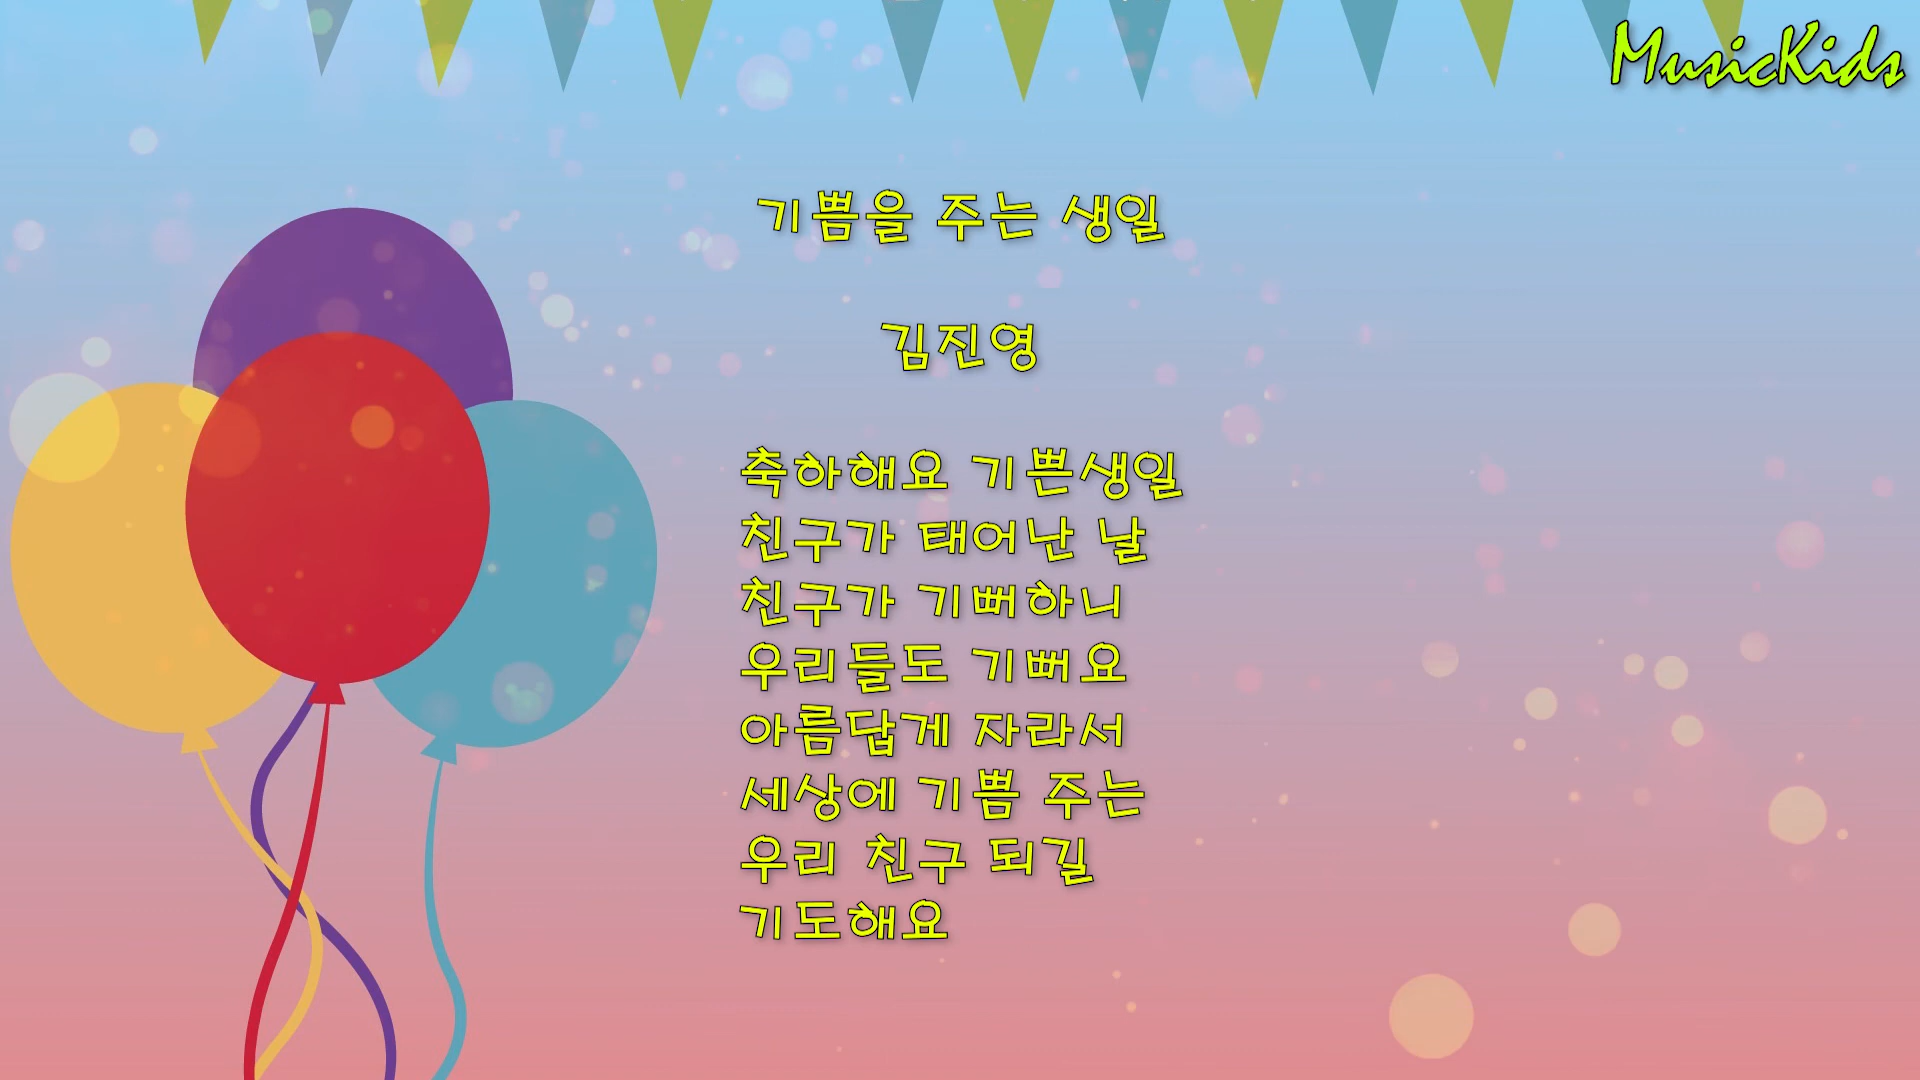 MusicKids
기쁨을 주는 생일
김진영
축하해요 기쁜생일
친구가 태어난 날
친구가 기뻐하니
우리들도 기뻐요
아름답게 자라서
세상에 기쁨 주는
우리 친구 되길
기도해요